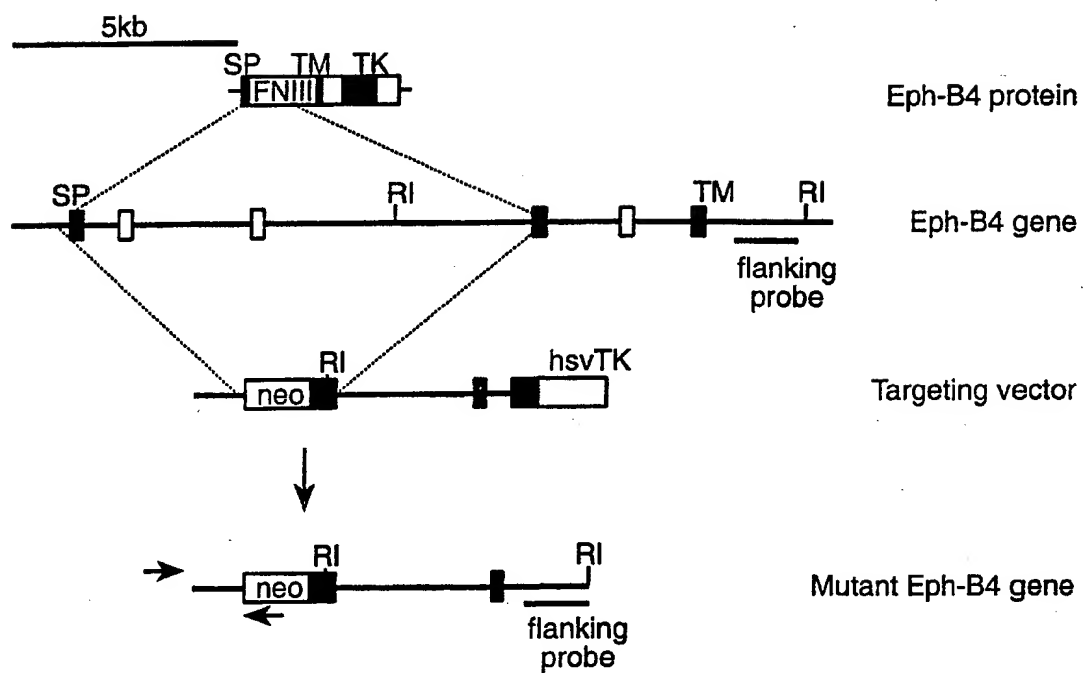 5kb
SP TM TK
FNIII
Eph-B4 protein
SP RI TM RI
Eph-B4 gene
flanking
probe
RI hsvTK
neo
Targeting vector
RI RI
neo
Mutant Eph-B4 gene
flanking
probe